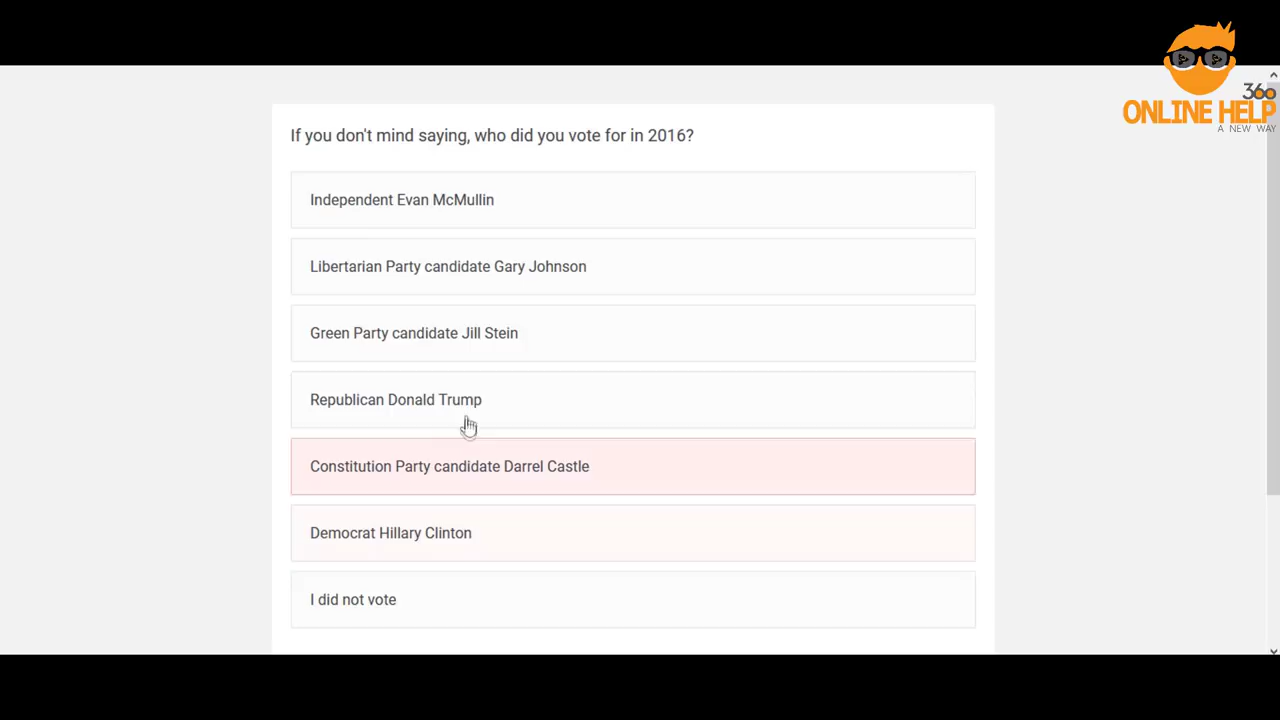 360
ONLINE HELP
A NEW WAY
If you don't mind saying, who did you vote for in 2016?
Independent Evan McMullin
Libertarian Party candidate Gary Johnson
Green Party candidate Jill Stein
Republican Donald Trump
Constitution Party candidate Darrel Castle
Democrat Hillary Clinton
I did not vote